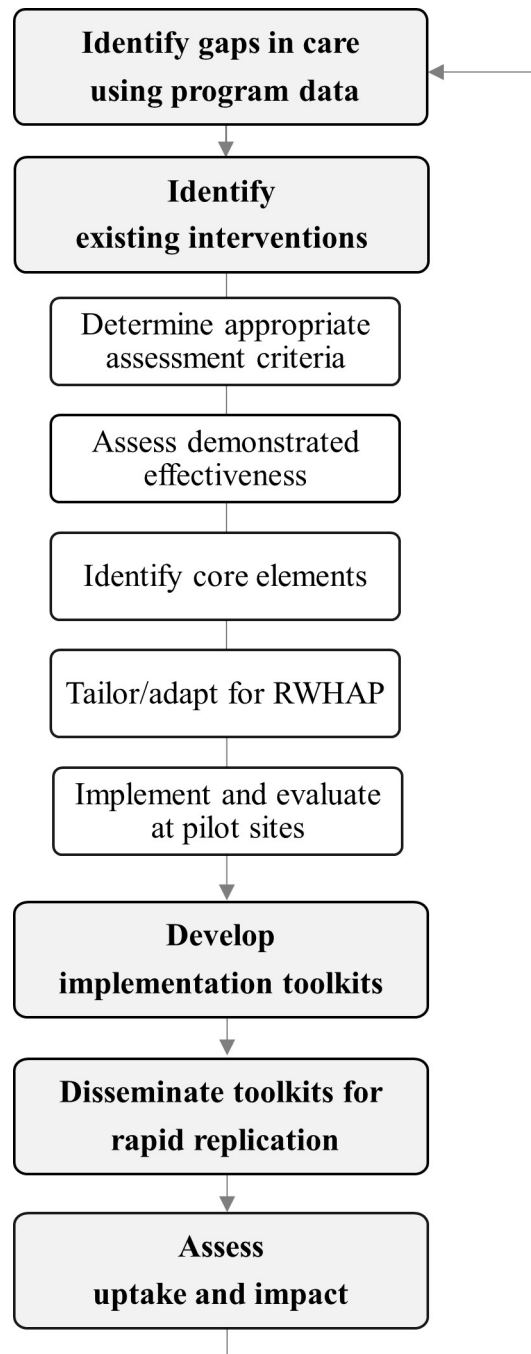 Identify gaps in care
using program data
Identify
existing interventions
Determine appropriate
assessment criteria
Assess demonstrated
effectiveness
Identify core elements
Tailor/adapt for RWHAP
Implement and evaluate
at pilot sites
Develop
implementation toolkits
Disseminate toolkits for
rapid replication
Assess
uptake and impact